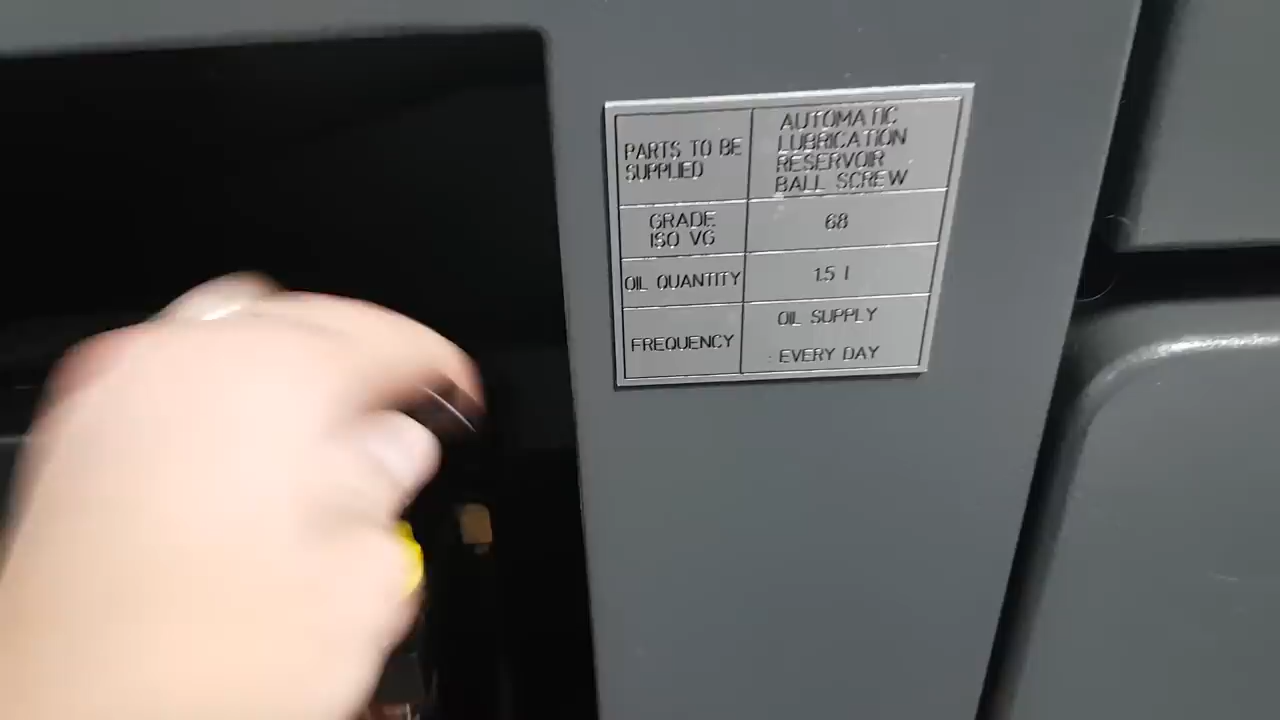 PARTS TO BE
SUPPLIED
AUTOMATIC
LUBRICATION
RESERVOIR
BALL SCREW
GRADE
ISO VG
68
OIL QUANTITY
1.5 l
FREQUENCY
OIL SUPPLY
: EVERY DAY